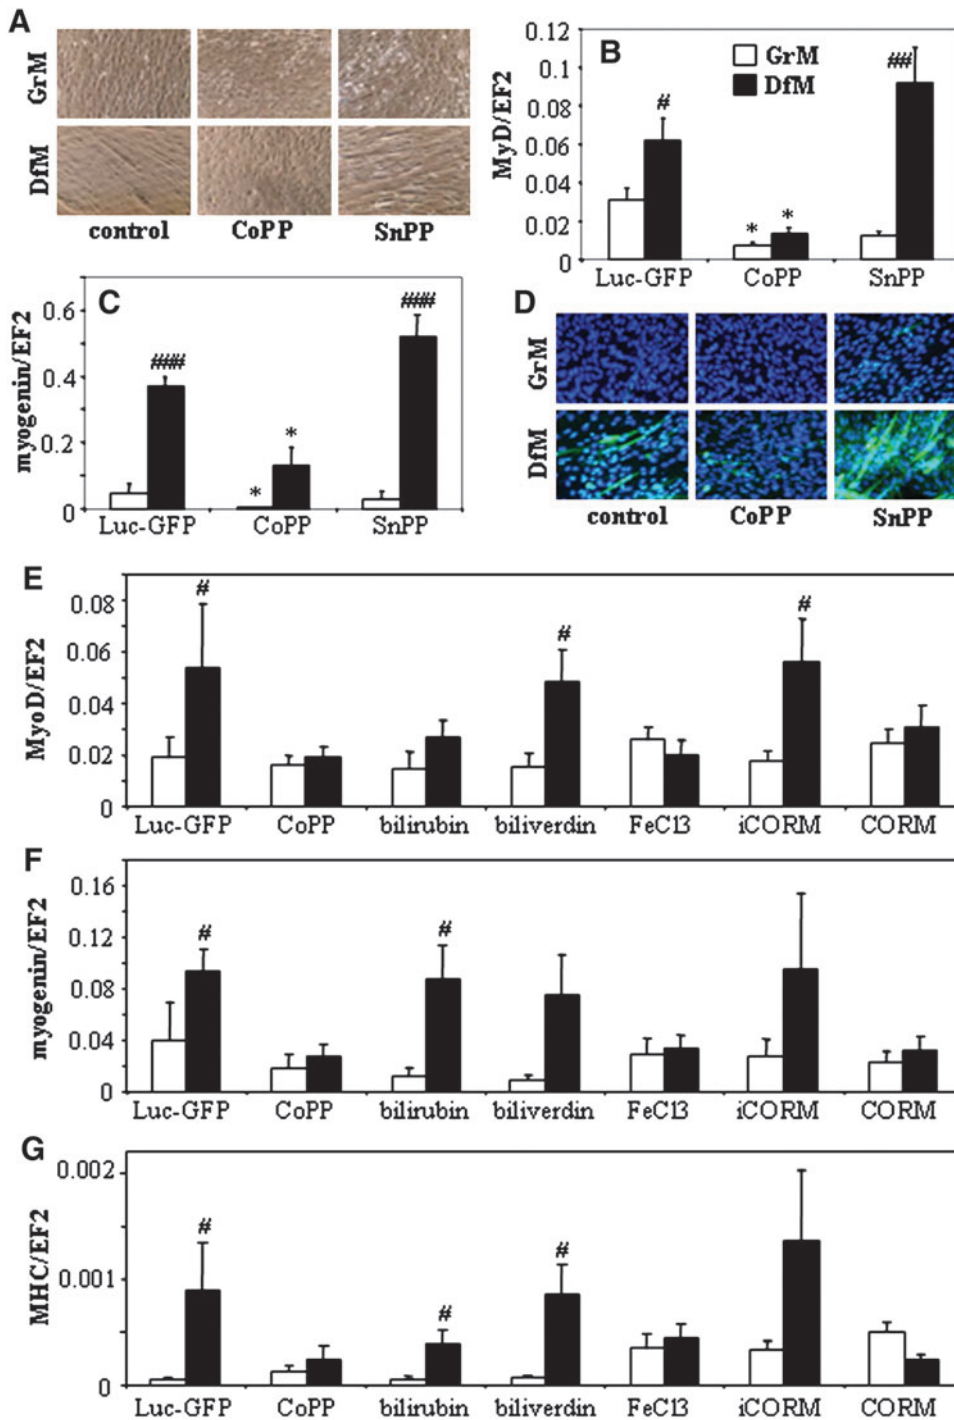 A
GrM
DfM
control CoPP SnPP
B
GrM
DfM
MyD/EF2
0.12
0.1
0.08
0.06
0.04
0.02
0
#
* *
##
Luc-GFP CoPP SnPP
C
myogenin/EF2
0.6
0.4
0.2
0
###
* *
###
Luc-GFP CoPP SnPP
D
GrM
DfM
control CoPP SnPP
E
MyoD/EF2
0.08
0.06
0.04
0.02
0
# # #
Luc-GFP CoPP bilirubin biliverdin FeCl3 iCORM CORM
F
myogenin/EF2
0.16
0.12
0.08
0.04
0
# #
Luc-GFP CoPP bilirubin biliverdin FeCl3 iCORM CORM
G
MHC/EF2
0.002
0.001
0
# # #
Luc-GFP CoPP bilirubin biliverdin FeCl3 iCORM CORM